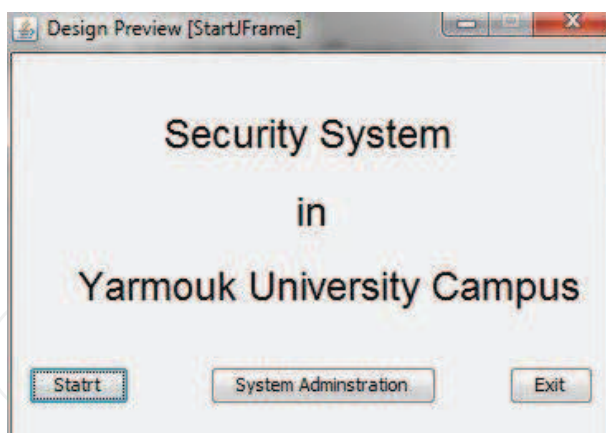 Design Preview [StartJFrame]
Security System
in
Yarmouk University Campus
Statrt System Adminstration Exit